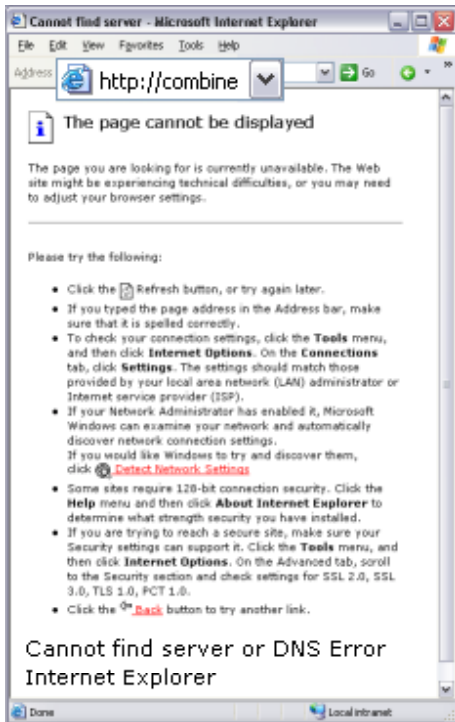 Cannot find server - Microsoft Internet Explorer
File Edit View Favorites Tools Help
Address http://combine Go »
The page cannot be displayed
The page you are looking for is currently unavailable. The Web
site might be experiencing technical difficulties, or you may need
to adjust your browser settings.
Please try the following:
• Click the Refresh button, or try again later.
• If you typed the page address in the Address bar, make
sure that it is spelled correctly.
• To check your connection settings, click the Tools menu,
and then click Internet Options. On the Connections
tab, click Settings. The settings should match those
provided by your local area network (LAN) administrator or
Internet service provider (ISP).
• If your Network Administrator has enabled it, Microsoft
Windows can examine your network and automatically
discover network connection settings.
If you would like Windows to try and discover them,
click Detect Network Settings
• Some sites require 128-bit connection security. Click the
Help menu and then click About Internet Explorer to
determine what strength security you have installed.
• If you are trying to reach a secure site, make sure your
Security settings can support it. Click the Tools menu, and
then click Internet Options. On the Advanced tab, scroll
to the Security section and check settings for SSL 2.0, SSL
3.0, TLS 1.0, PCT 1.0.
• Click the Back button to try another link.
Cannot find server or DNS Error
Internet Explorer
Done Local intranet